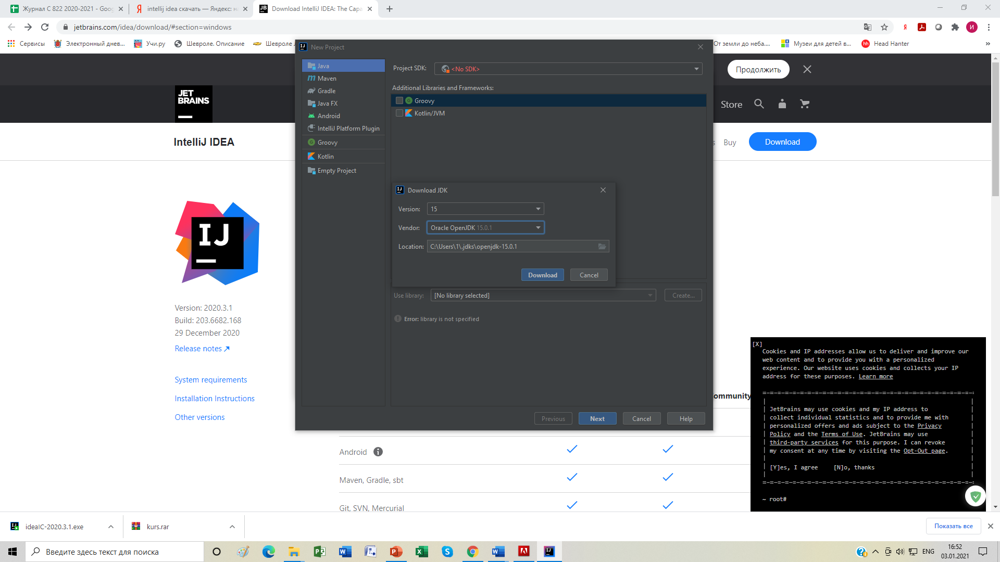 Журнал С 822 2020-2021 - Goo
intellij idea скачать — Яндекс: на
Download IntelliJ IDEA: The Capa
jetbrains.com/idea/download/#section=windows
Сервисы
Электронный днев...
Учи.ру
Шевроле. Описание
Шевроле
От земли до неба....
Музеи для детей в...
Head Hanter
»
Продолжить
JET
BRAINS
Store
IntelliJ IDEA
Buy
Download
IJ
Version: 2020.3.1
Build: 203.6682.168
29 December 2020
Release notes
System requirements
Installation Instructions
Other versions
New Project
Java
Maven
Gradle
Java FX
Android
IntelliJ Platform Plugin
Groovy
Kotlin
Empty Project
Project SDK:
<No SDK>
Additional Libraries and Frameworks:
Groovy
Kotlin/JVM
Download JDK
Version:
15
Vendor:
Oracle OpenJDK 15.0.1
Location:
C:\Users\1\.jdks\openjdk-15.0.1
Download
Cancel
Use library:
[No library selected]
Create...
Error: library is not specified
Previous
Next
Cancel
Help
ommunity
Android
Maven, Gradle, sbt
Git, SVN, Mercurial
[X]
Cookies and IP addresses allow us to deliver and improve our
web content and to provide you with a personalized
experience. Our website uses cookies and collects your IP
address for these purposes. Learn more
JetBrains may use cookies and my IP address to
collect individual statistics and to provide me with
personalized offers and ads subject to the Privacy
Policy and the Terms of Use. JetBrains may use
third-party services for this purpose. I can revoke
my consent at any time by visiting the Opt-Out page.
[Y]es, I agree [N]o, thanks
~ root#
ideaIC-2020.3.1.exe
kurs.rar
Показать все
Введите здесь текст для поиска
ENG
16:52
03.01.2021